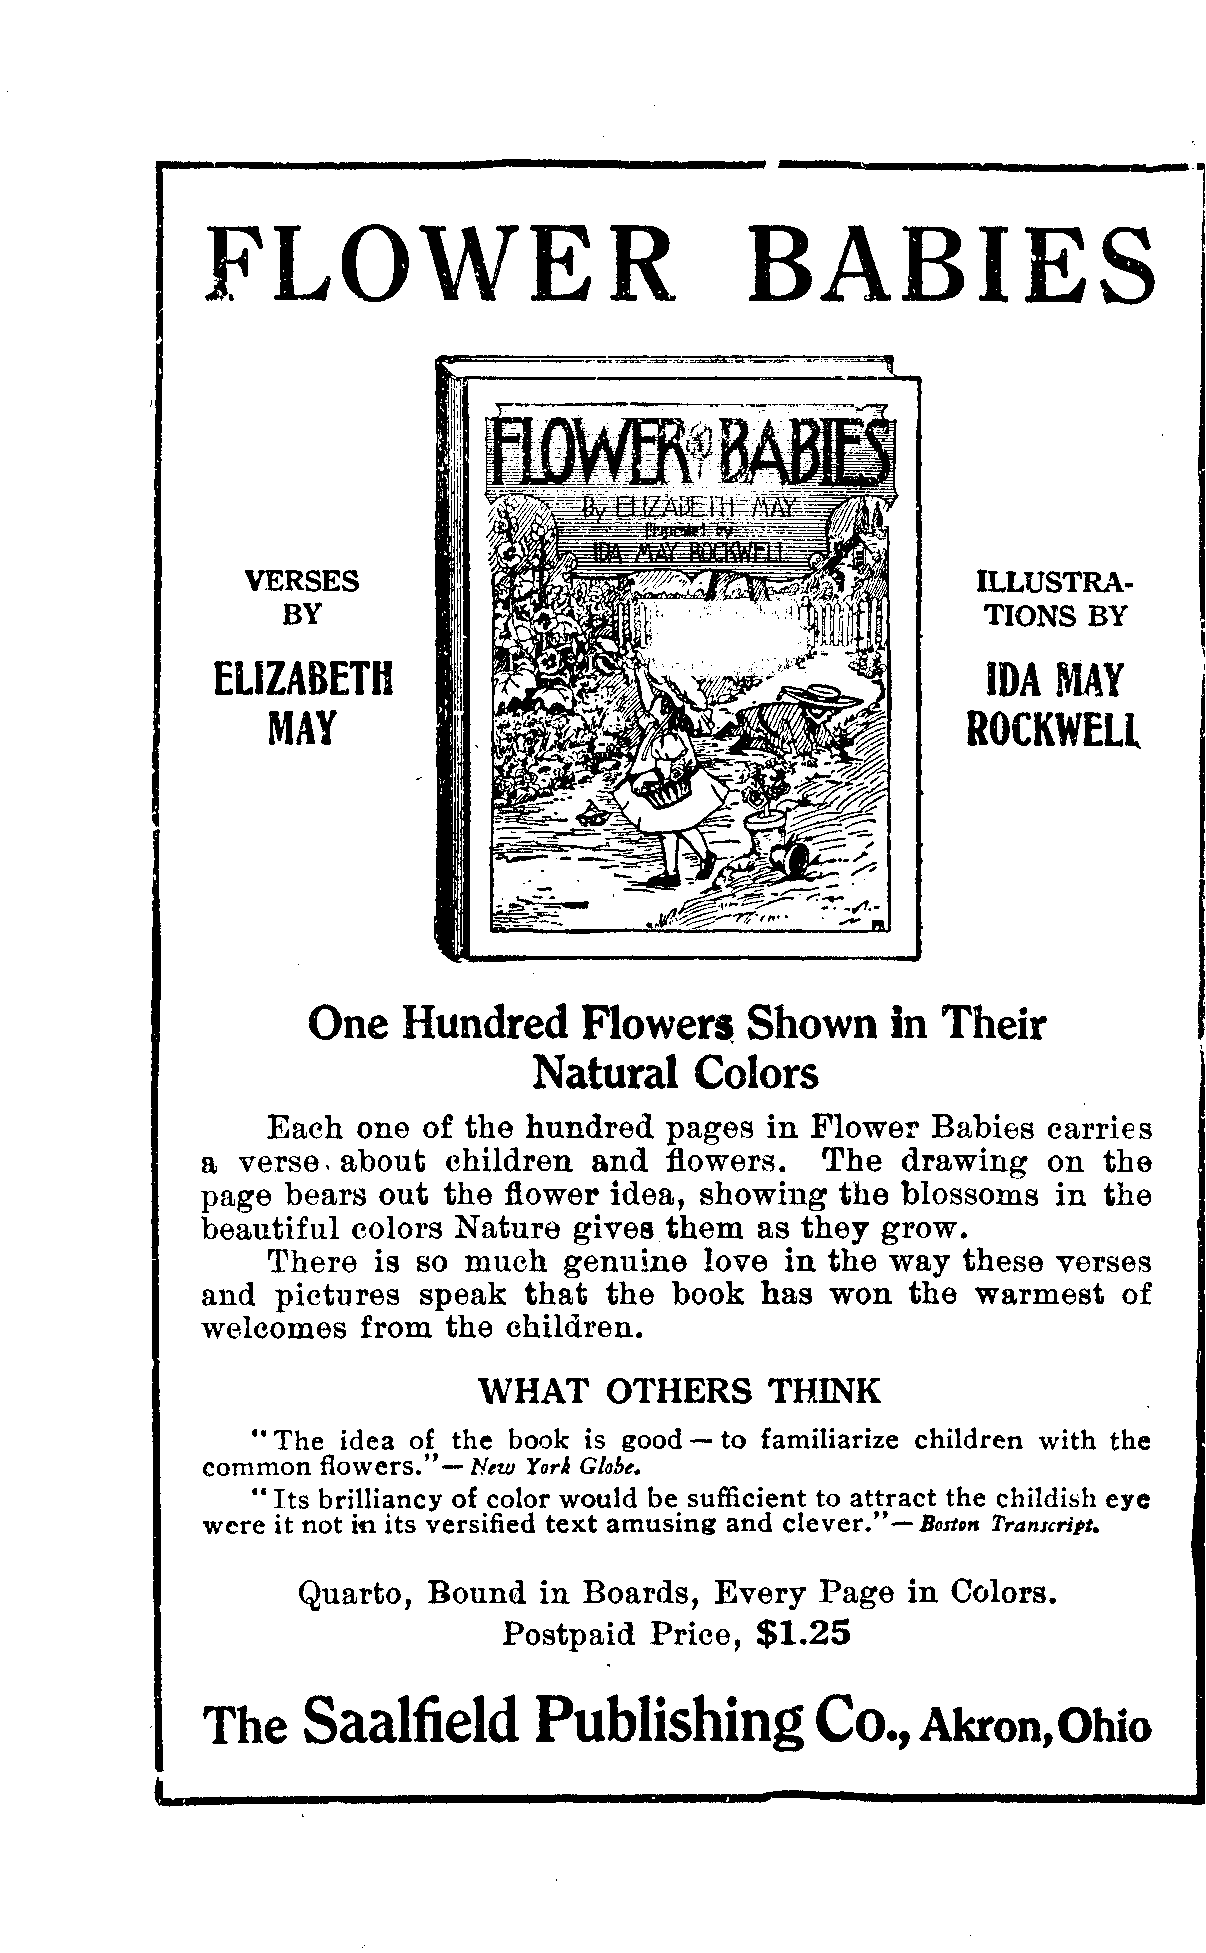 FLOWER BABIES
FLOWER BABIES
By ELIZABETH MAY
Illustrated by
IDA MAY ROCKWELL
VERSES
BY
ELIZABETH
MAY
ILLUSTRA-
TIONS BY
IDA MAY
ROCKWELL
One Hundred Flowers Shown in Their
Natural Colors
Each one of the hundred pages in Flower Babies carries
a verse about children and flowers. The drawing on the
page bears out the flower idea, showing the blossoms in the
beautiful colors Nature gives them as they grow.
There is so much genuine love in the way these verses
and pictures speak that the book has won the warmest of
welcomes from the children.
WHAT OTHERS THINK
"The idea of the book is good — to familiarize children with the
common flowers."— New York Globe.
"Its brilliancy of color would be sufficient to attract the childish eye
were it not in its versified text amusing and clever."— Boston Transcript.
Quarto, Bound in Boards, Every Page in Colors.
Postpaid Price, $1.25
The Saalfield Publishing Co., Akron, Ohio